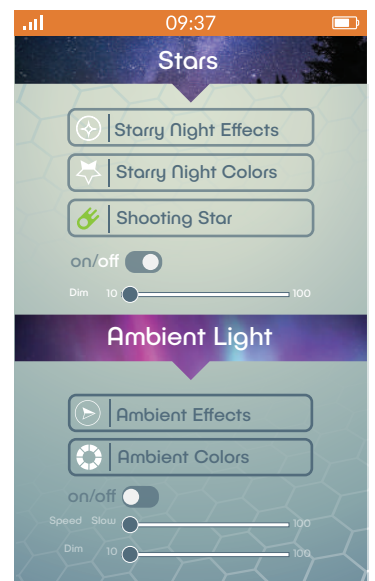 09:37
Stars
Starry Night Effects
Starry Night Colors
Shooting Star
on/off
Dim 10 100
Ambient Light
Ambient Effects
Ambient Colors
on/off
Speed Slow 100
Dim 10 100